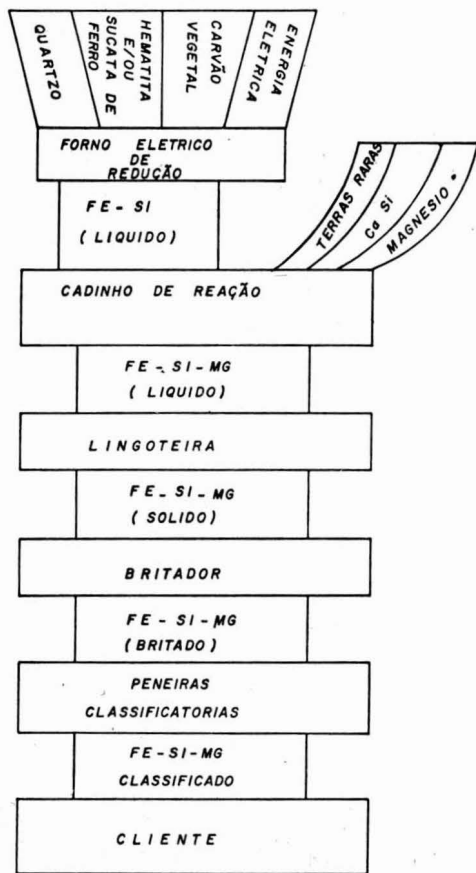 QUARTZO
HEMATITA
E/OU
SUCATA DE
FERRO
CARVÃO
VEGETAL
ENERGIA
ELETRICA
FORNO ELETRICO
DE
REDUÇÃO
FE-SI
(LIQUIDO)
TERRAS RARAS
Ca Si
MAGNESIO
CADINHO DE REAÇÃO
FE-SI-MG
(LIQUIDO)
LINGOTEIRA
FE-SI-MG
(SOLIDO)
BRITADOR
FE-SI-MG
(BRITADO)
PENEIRAS
CLASSIFICATORIAS
FE-SI-MG
CLASSIFICADO
CLIENTE